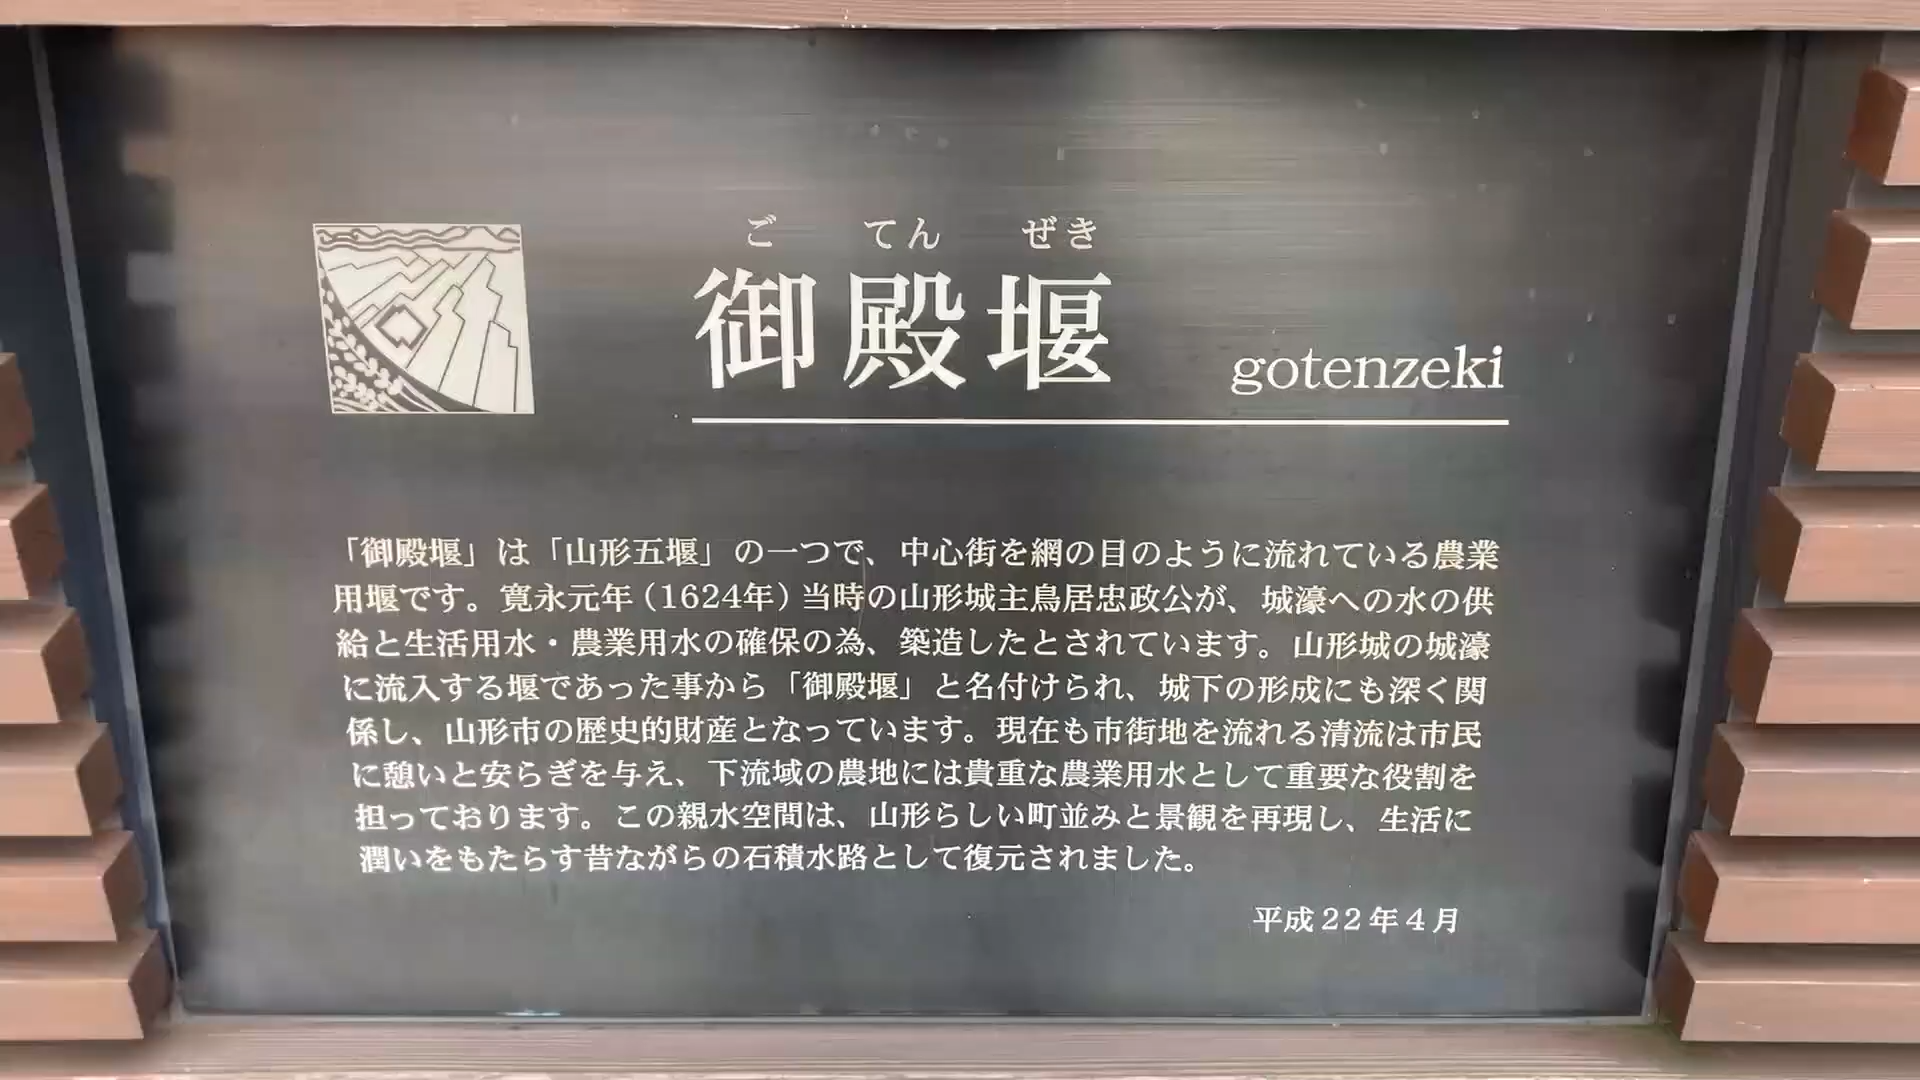 ご てん ぜき
御殿堰 gotenzeki
「御殿堰」は「山形五堰」の一つで、中心街を網の目のように流れている農業
用堰です。寛永元年(1624年)当時の山形城主鳥居忠政公が、城濠への水の供
給と生活用水・農業用水の確保の為、築造したとされています。山形城の城濠
に流入する堰であった事から「御殿堰」と名付けられ、城下の形成にも深く関
係し、山形市の歴史的財産となっています。現在も市街地を流れる清流は市民
に憩いと安らぎを与え、下流域の農地には貴重な農業用水として重要な役割を
担っております。この親水空間は、山形らしい町並みと景観を再現し、生活に
潤いをもたらす昔ながらの石積水路として復元されました。
平成22年4月